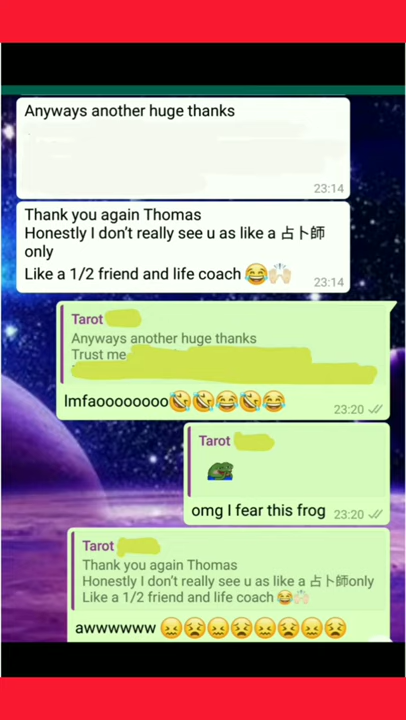 Anyways another huge thanks
23:14
Thank you again Thomas
Honestly I don't really see u as like a 占卜師
only
Like a 1/2 friend and life coach 😂🙌🏻
23:14
Tarot
Anyways another huge thanks
Trust me
lmfaoooooooo🤣🤣😂🤣😂
23:20
Tarot
omg I fear this frog
23:20
Tarot
Thank you again Thomas
Honestly I don't really see u as like a 占卜師only
Like a 1/2 friend and life coach 😂🙌🏻
awwwwww 😖😣😖😣😖😣😖😣